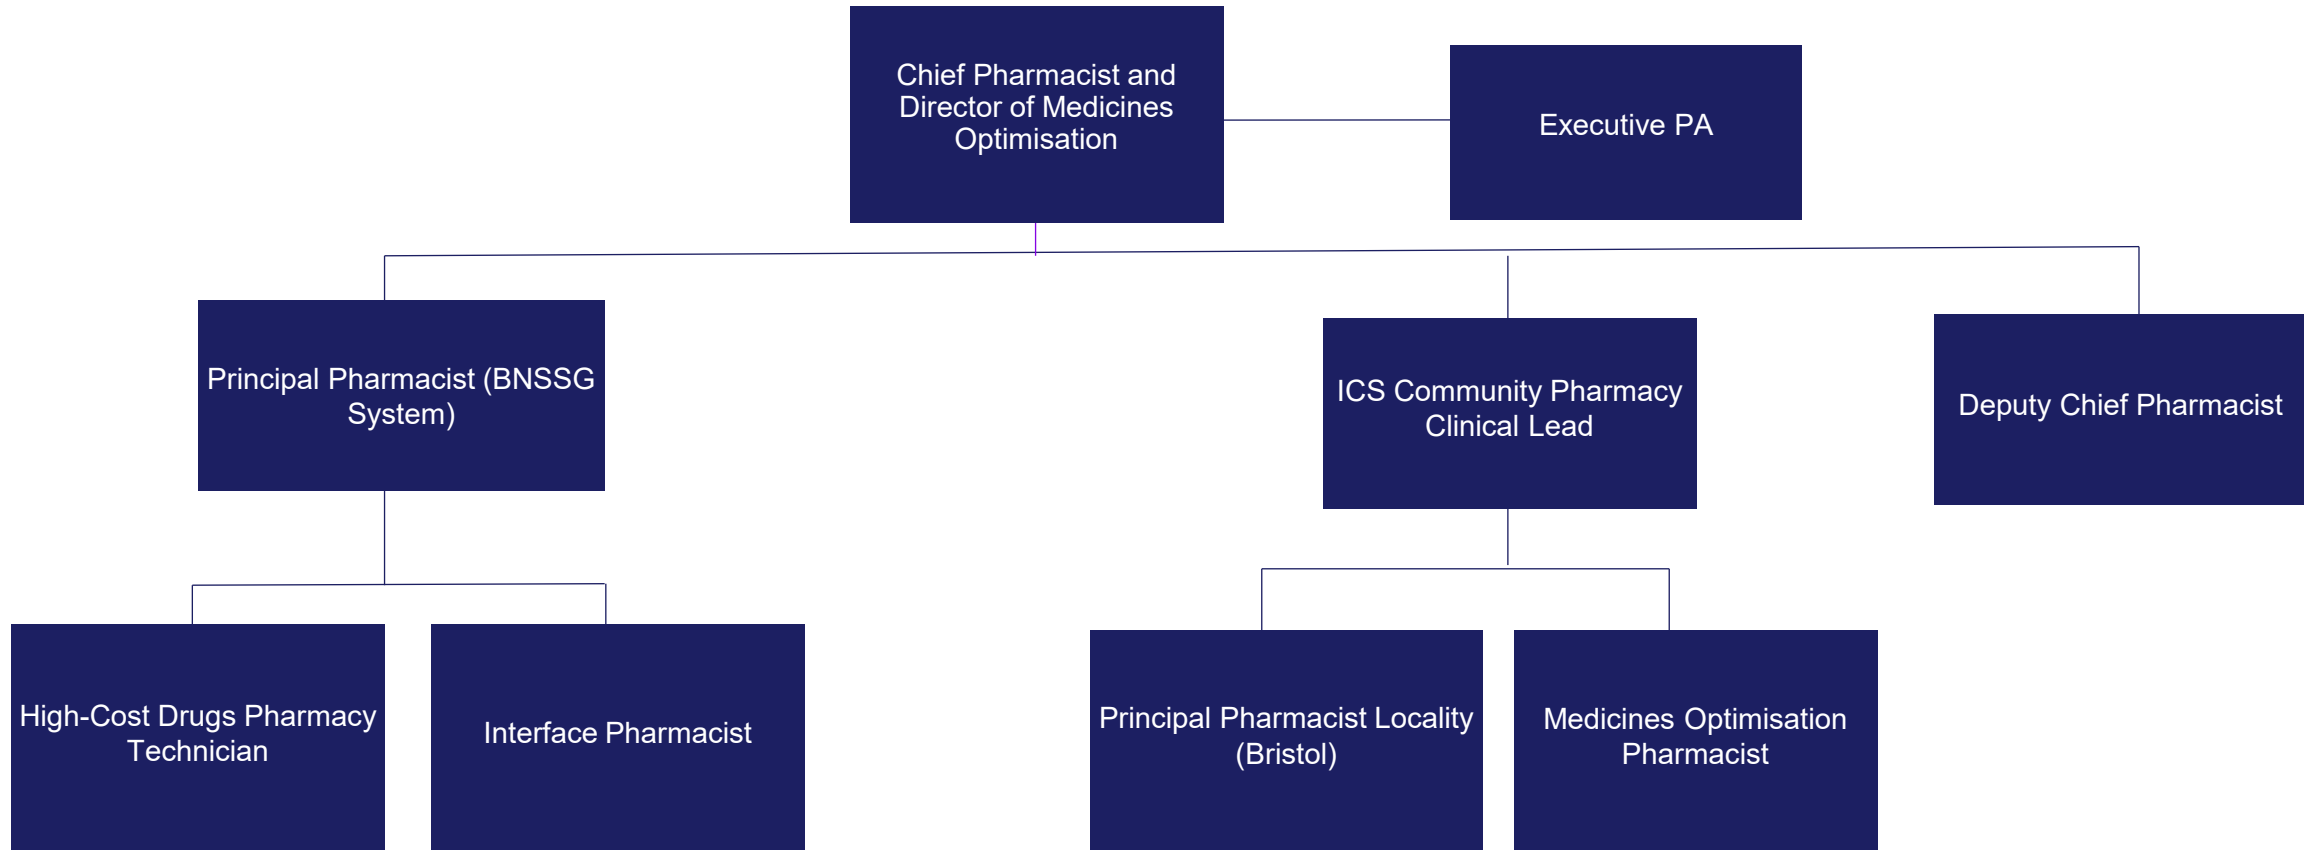 Chief Pharmacist and
Director of Medicines
Optimisation
Executive PA
Principal Pharmacist (BNSSG
System)
ICS Community Pharmacy
Clinical Lead
Deputy Chief Pharmacist
High-Cost Drugs Pharmacy
Technician
Interface Pharmacist
Principal Pharmacist Locality
(Bristol)
Medicines Optimisation
Pharmacist